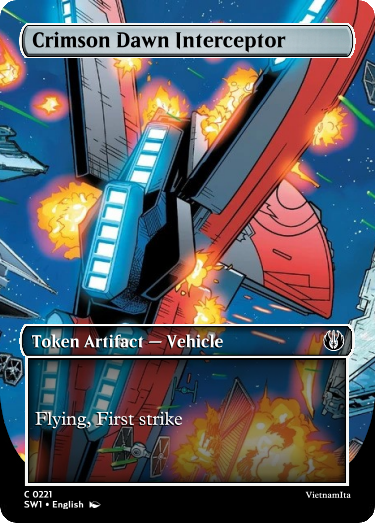 Crimson Dawn Interceptor
Token Artifact — Vehicle
Flying, First strike
C 0221
SW1 • English
VietnamIta